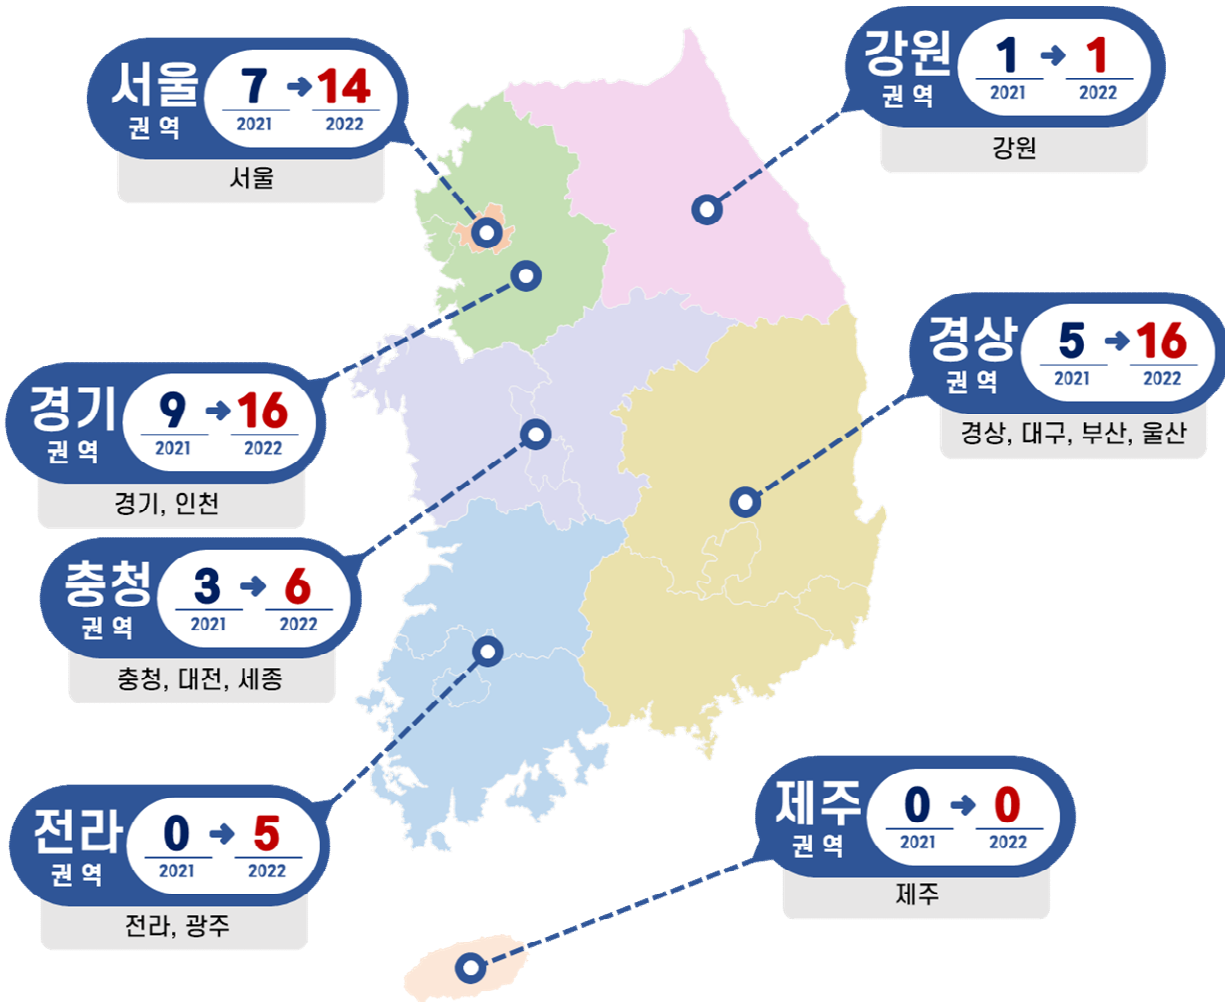 서울
권역
7 → 14
2021 2022
서울
강원
권역
1 → 1
2021 2022
강원
경기
권역
9 → 16
2021 2022
경기, 인천
경상
권역
5 → 16
2021 2022
경상, 대구, 부산, 울산
충청
권역
3 → 6
2021 2022
충청, 대전, 세종
전라
권역
0 → 5
2021 2022
전라, 광주
제주
권역
0 → 0
2021 2022
제주